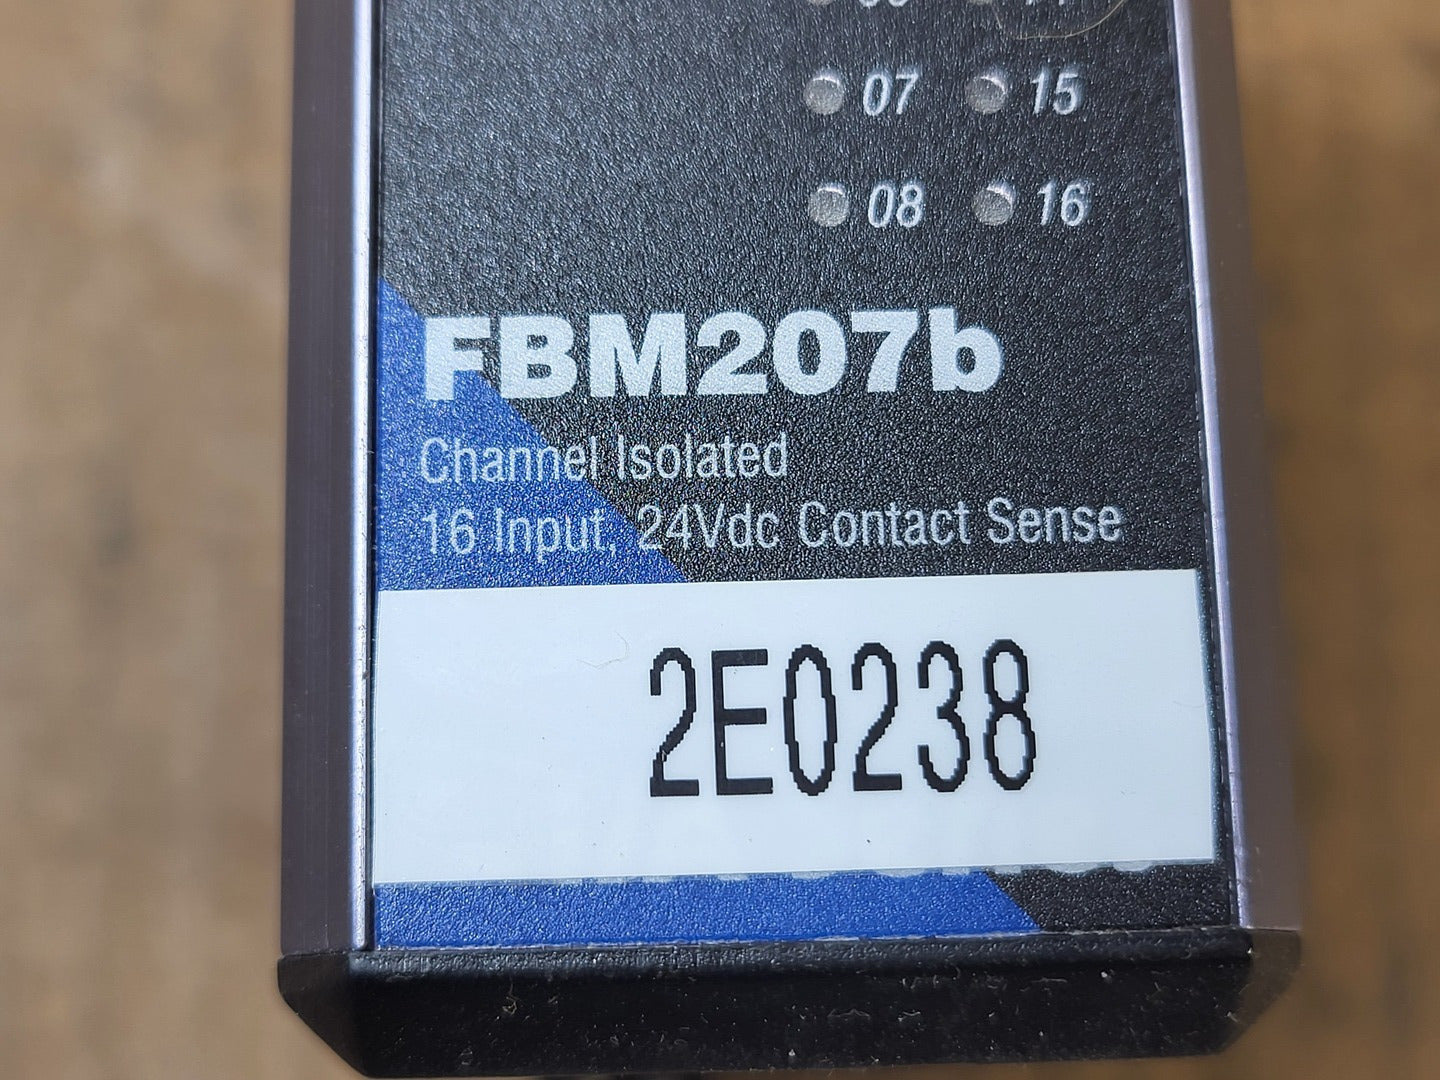 07 15
08 16
FBM207b
Channel Isolated
16 Input, 24Vdc Contact Sense
2E0238